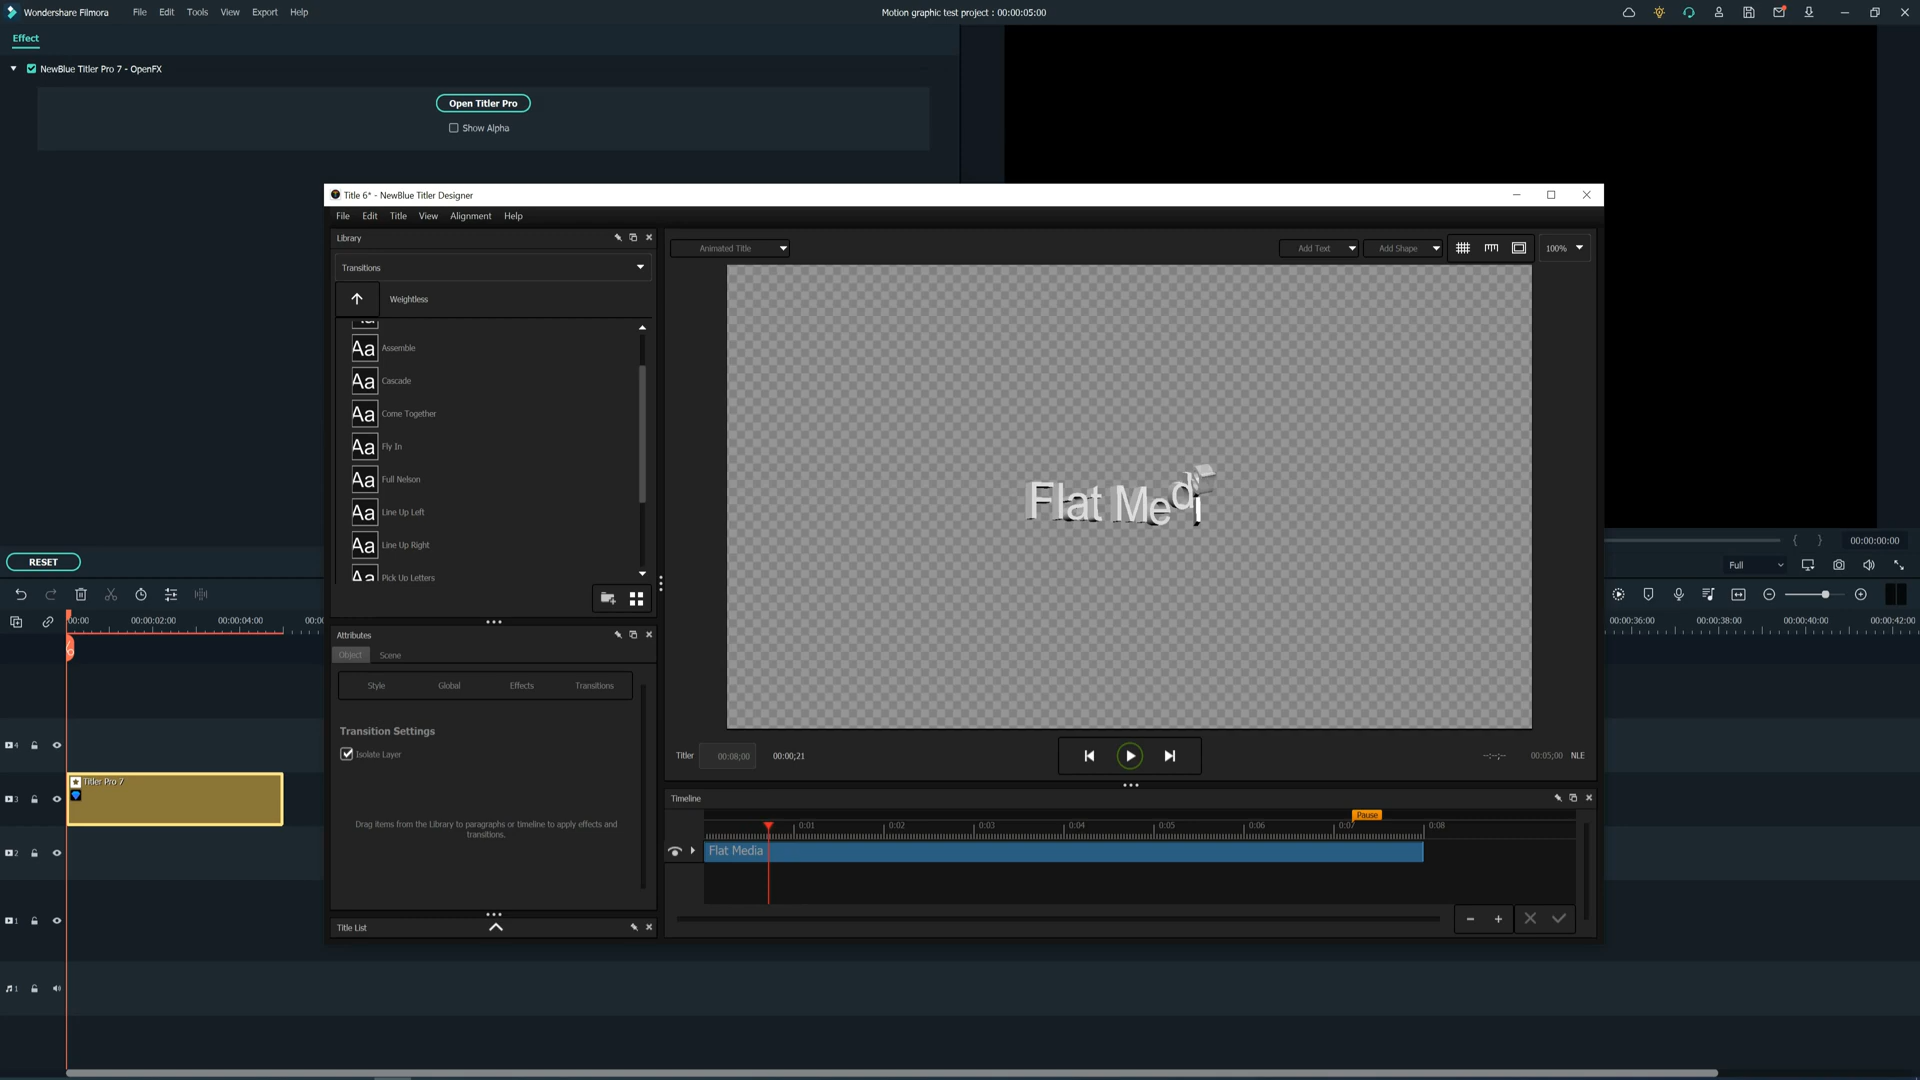 Wondershare Filmora File Edit Tools View Export Help
Motion graphic test project : 00:00:05:00
Effect
NewBlue Titler Pro 7 - OpenFX
Open Titler Pro
Show Alpha
Title 6* - NewBlue Titler Designer
File Edit Title View Alignment Help
Library
Transitions
Weightless
Aa Assemble
Aa Cascade
Aa Come Together
Aa Fly In
Aa Full Nelson
Aa Line Up Left
Aa Line Up Right
Aa Pick Up Letters
Animated Title
Add Text
Add Shape
100%
Flat Medi
RESET
00:00:00:00
Full
00:00 00:00:02:00 00:00:04:00
00:00:36:00 00:00:38:00 00:00:40:00 00:00:42:00
Attributes
Object Scene
Style Global Effects Transitions
Transition Settings
Isolate Layer
Drag items from the Library to paragraphs or timeline to apply effects and
transitions.
Title List
Titler 00:08;00 00:00;21
--:--;-- 00:05;00 NLE
Timeline
Pause
0:01 0:02 0:03 0:04 0:05 0:06 0:07 0:08
Flat Media
4
Titler Pro 7
3
2
1
1